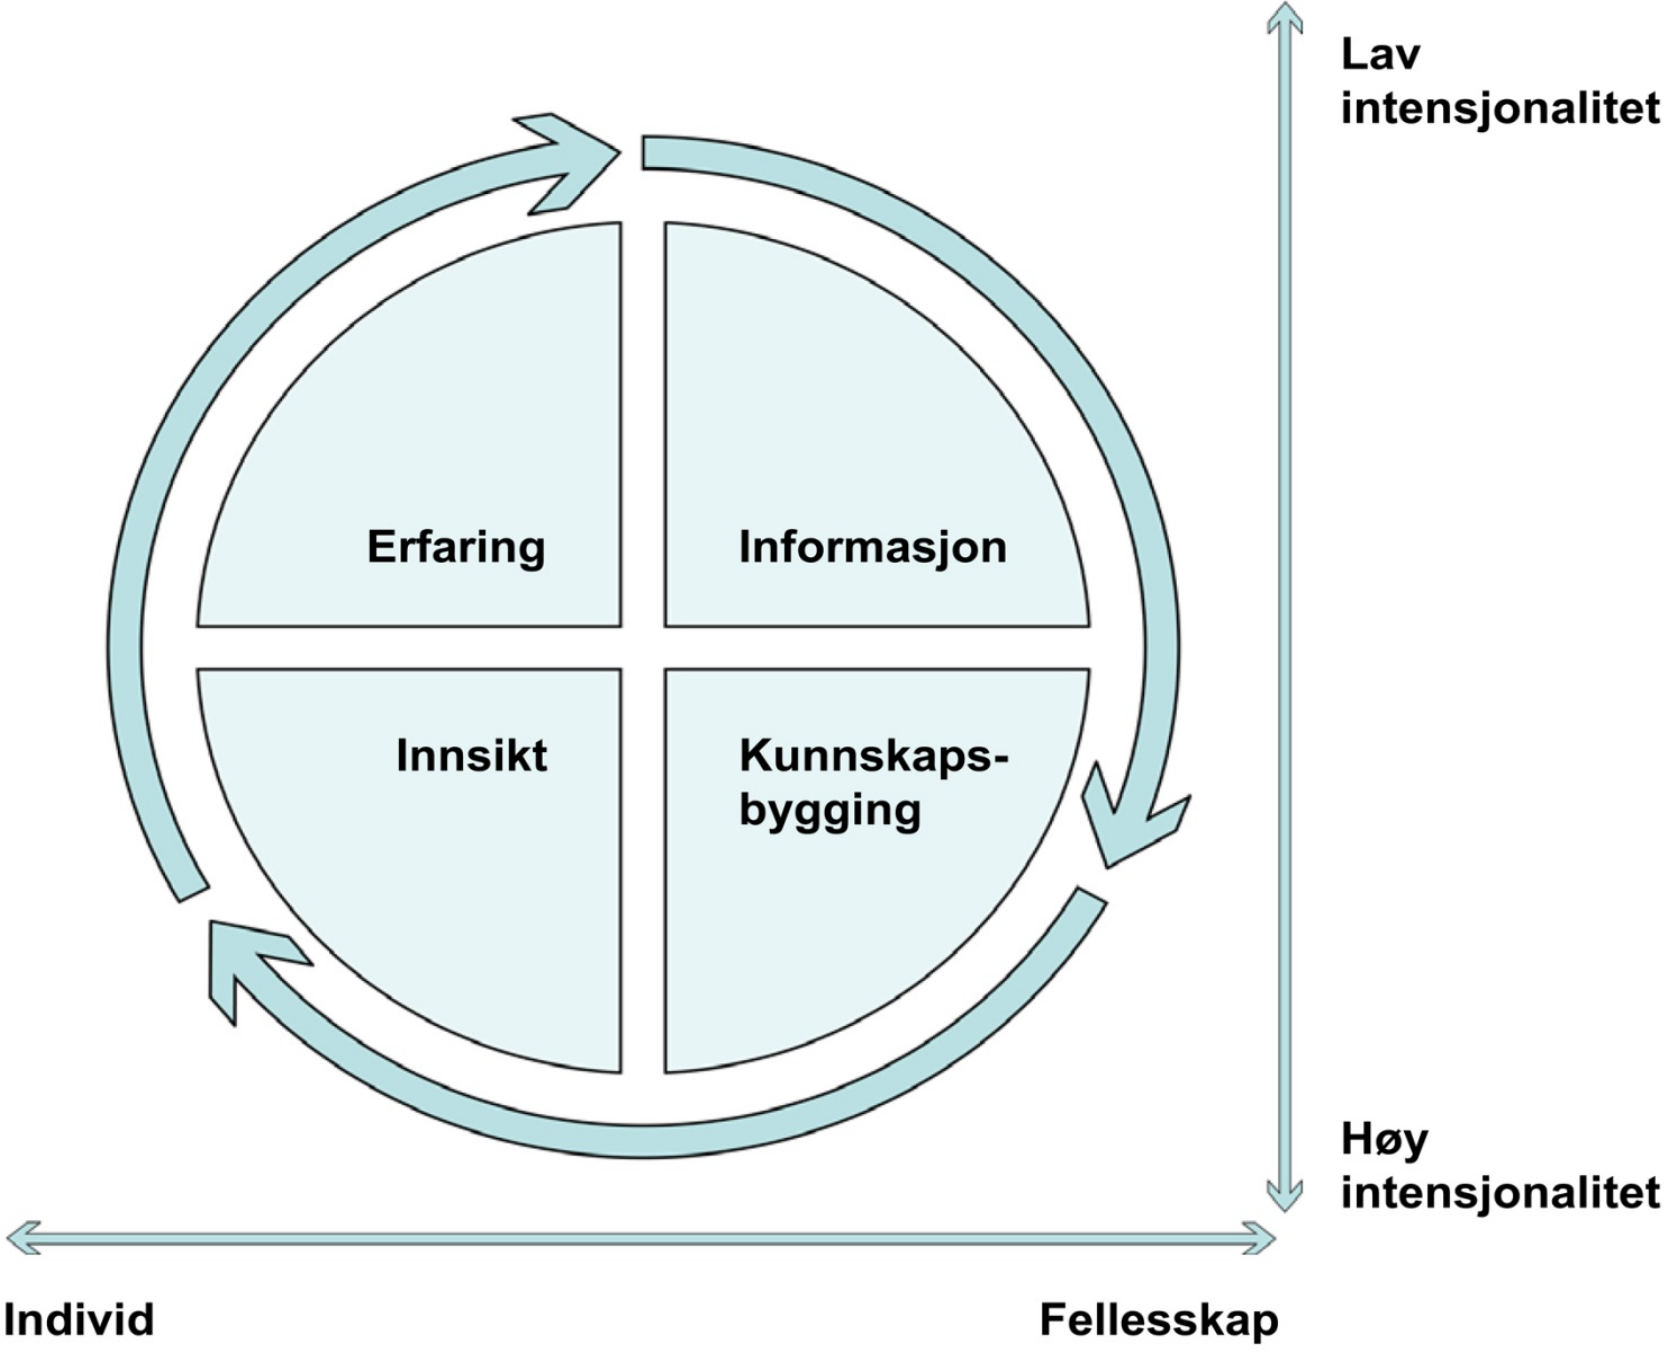 Lav
intensjonalitet
Erfaring
Informasjon
Innsikt
Kunnskaps-
bygging
Høy
intensjonalitet
Individ
Fellesskap